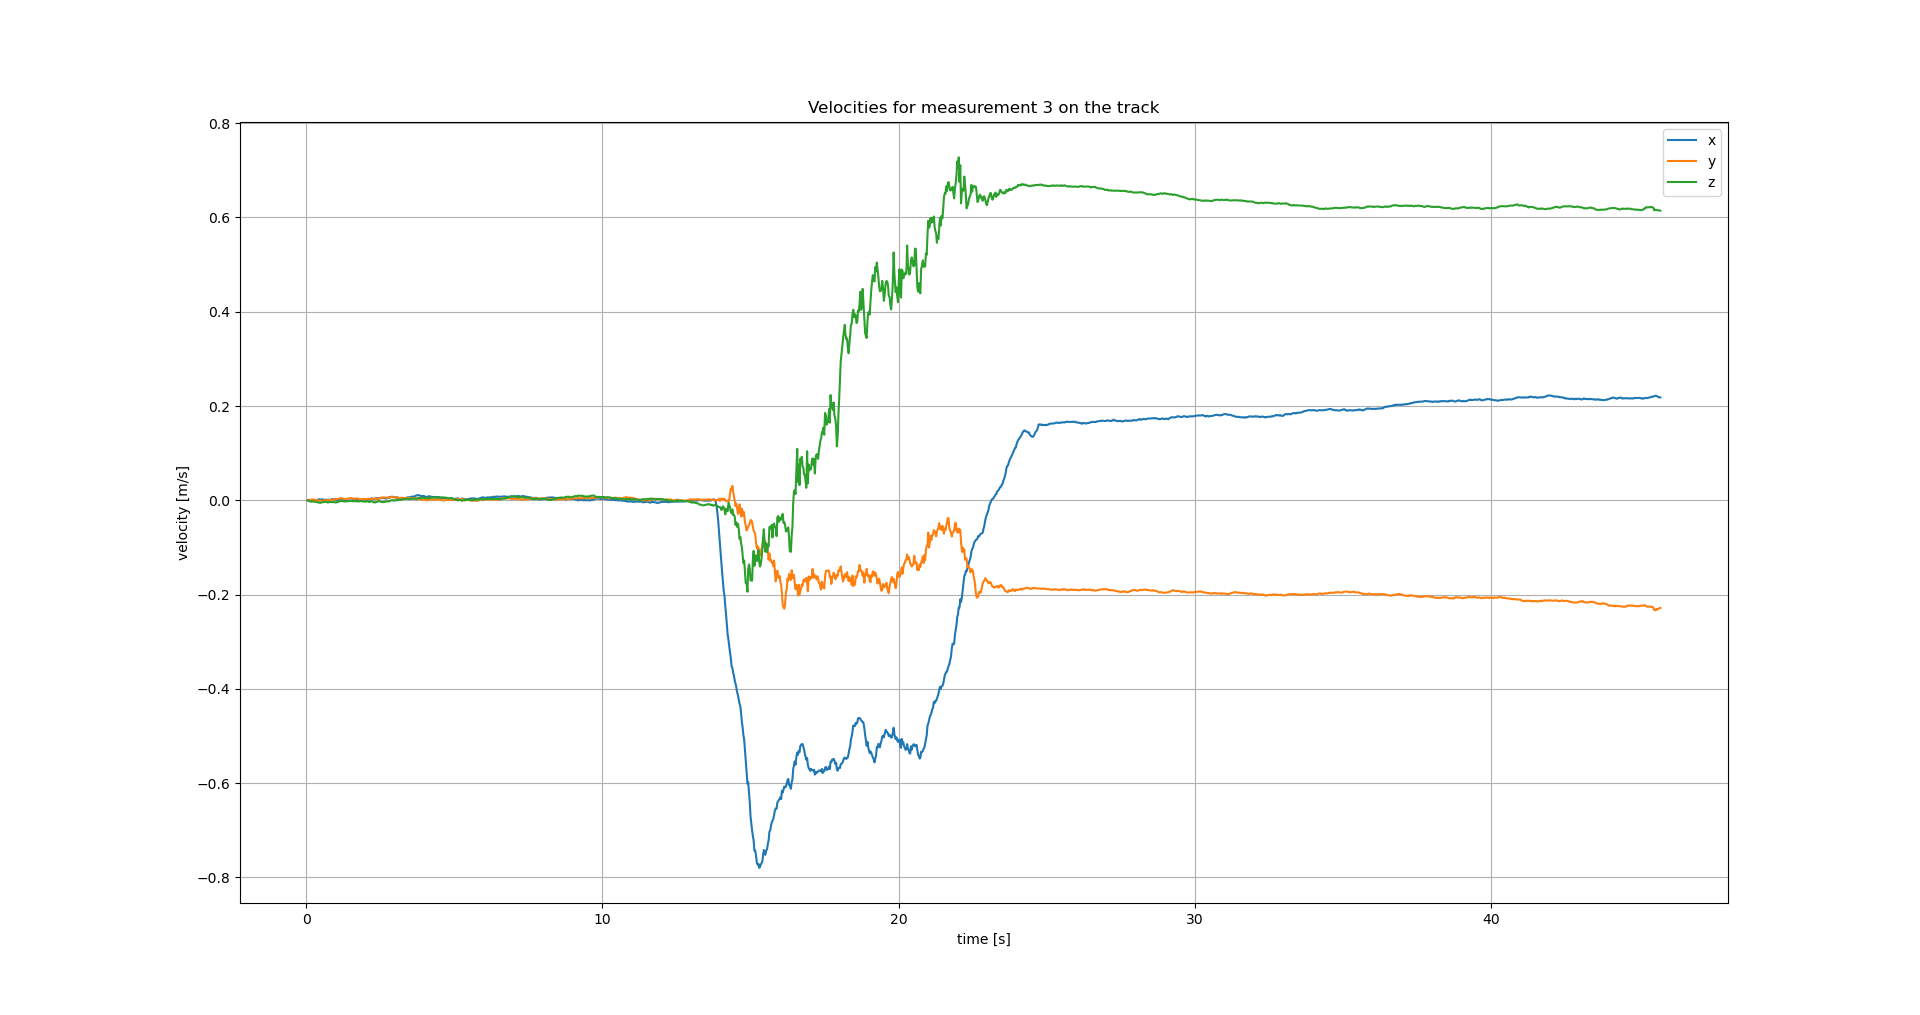 Velocities for measurement 3 on the track
x
y
z
velocity [m/s]
0.8
0.6
0.4
0.2
0.0
−0.2
−0.4
−0.6
−0.8
0 10 20 30 40
time [s]